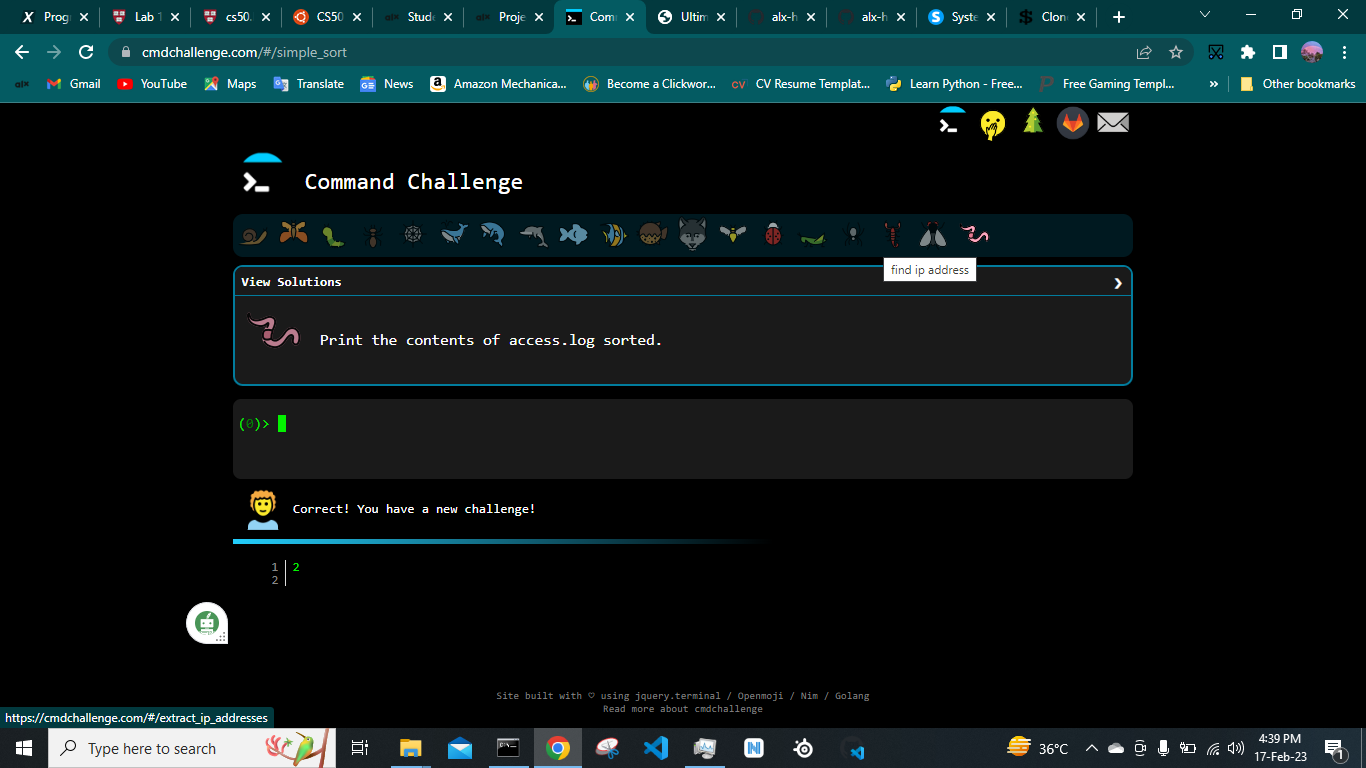 Prog
Lab 1
cs50.
CS50
Stude
Proje
Com
Ultim
alx-h
alx-h
Syste
Clon
cmdchallenge.com/#/simple_sort
alx
Gmail
YouTube
Maps
Translate
News
Amazon Mechanica...
Become a Clickwor...
CV Resume Templat...
Learn Python - Free...
Free Gaming Templ...
»
Other bookmarks
Command Challenge
find ip address
View Solutions
Print the contents of access.log sorted.
(0)>
Correct! You have a new challenge!
1 2
2
Site built with ♡ using jquery.terminal / Openmoji / Nim / Golang
Read more about cmdchallenge
https://cmdchallenge.com/#/extract_ip_addresses
Type here to search
36°C
4:39 PM
17-Feb-23
1